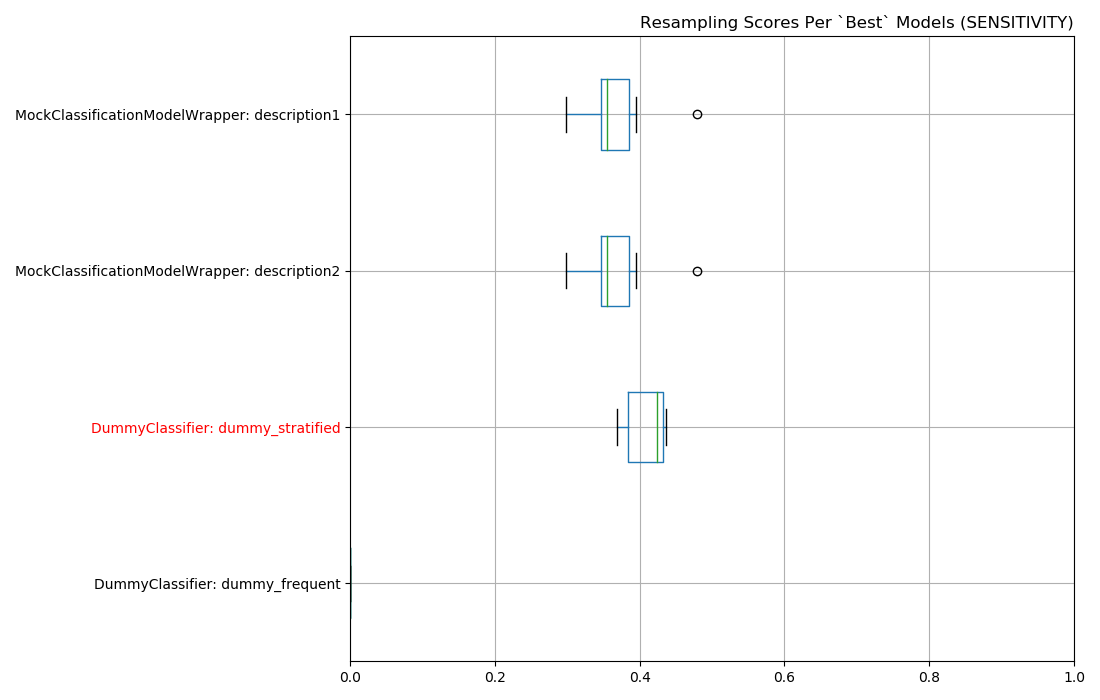 Resampling Scores Per `Best` Models (SENSITIVITY)
MockClassificationModelWrapper: description1
MockClassificationModelWrapper: description2
DummyClassifier: dummy_stratified
DummyClassifier: dummy_frequent
0.0 0.2 0.4 0.6 0.8 1.0